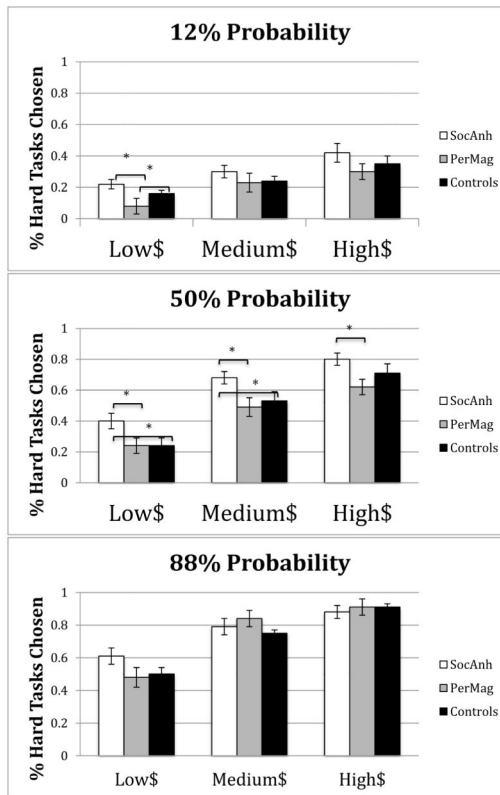 12% Probability
% Hard Tasks Chosen
1
0.8
0.6
0.4
0.2
0
*
*
Low$ Medium$ High$
SocAnh
PerMag
Controls
50% Probability
% Hard Tasks Chosen
1
0.8
0.6
0.4
0.2
0
*
*
*
*
*
Low$ Medium$ High$
SocAnh
PerMag
Controls
88% Probability
% Hard Tasks Chosen
1
0.8
0.6
0.4
0.2
0
Low$ Medium$ High$
SocAnh
PerMag
Controls